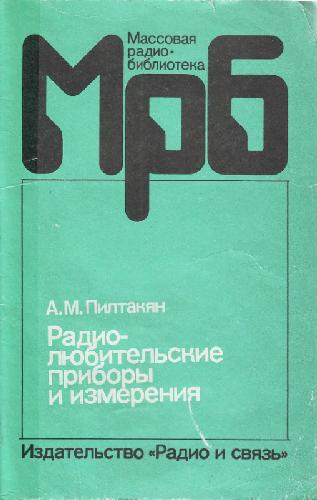 Массовая
радио-
библиотека
Мрб
А.М.Пилтакян
Радио-
любительские
приборы
и измерения
Издательство «Радио и связь»